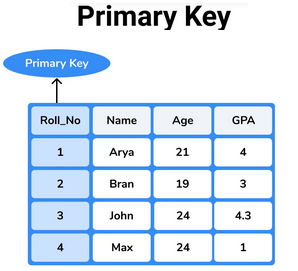 Primary Key
Primary Key
Roll_No Name Age GPA
1 Arya 21 4
2 Bran 19 3
3 John 24 4.3
4 Max 24 1